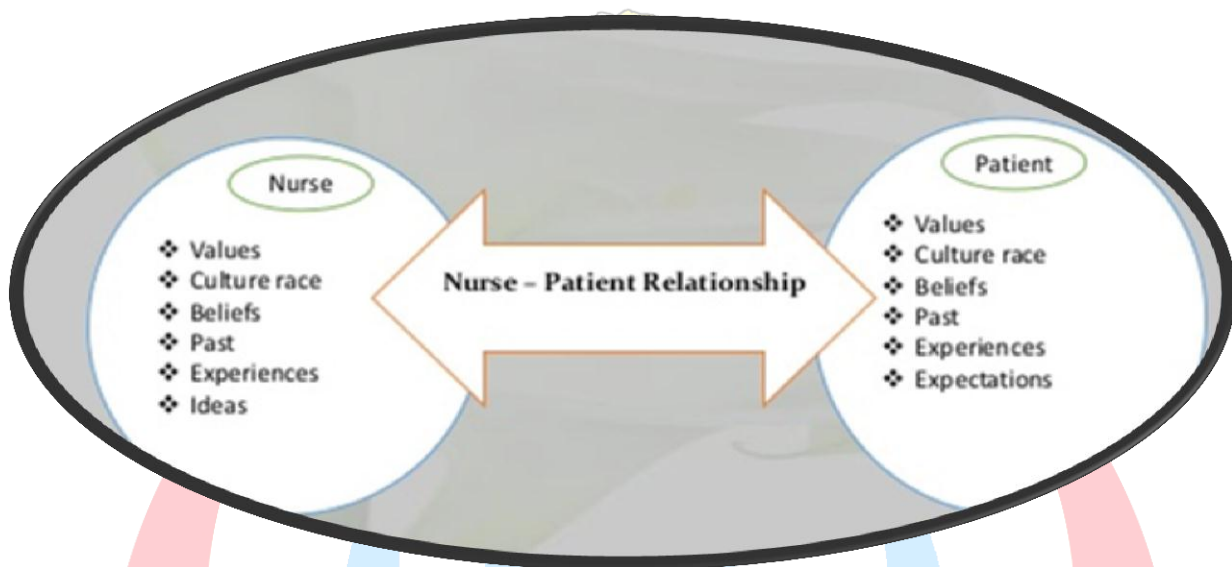 Nurse
❖ Values
❖ Culture race
❖ Beliefs
❖ Past
❖ Experiences
❖ Ideas
Nurse – Patient Relationship
Patient
❖ Values
❖ Culture race
❖ Beliefs
❖ Past
❖ Experiences
❖ Expectations